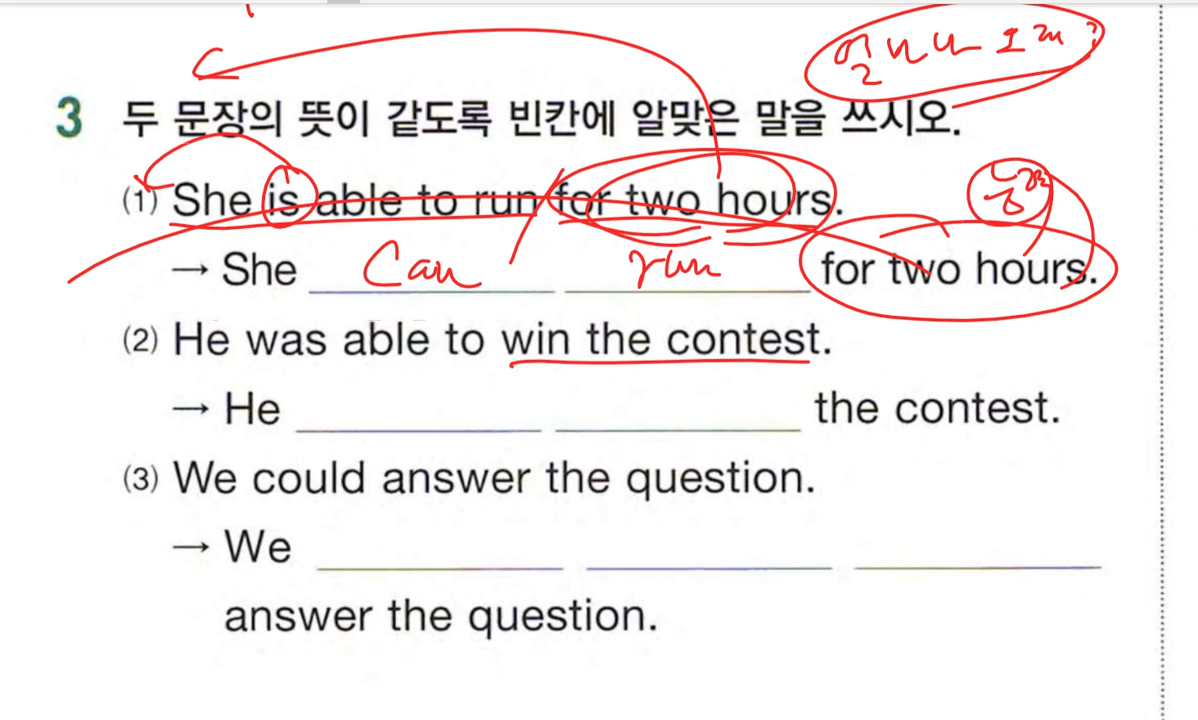 얼마나 오래?
3 두 문장의 뜻이 같도록 빈칸에 알맞은 말을 쓰시오.
(1) She is able to run for two hours.
→ She can run for two hours.
(2) He was able to win the contest.
→ He the contest.
(3) We could answer the question.
→ We
answer the question.